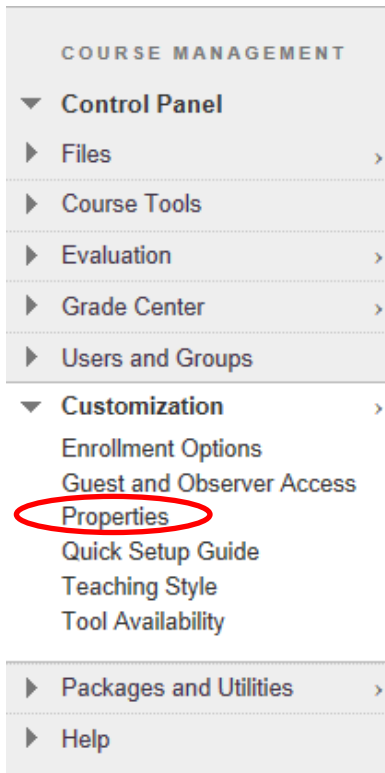 COURSE MANAGEMENT
Control Panel
Files
Course Tools
Evaluation
Grade Center
Users and Groups
Customization
Enrollment Options
Guest and Observer Access
Properties
Quick Setup Guide
Teaching Style
Tool Availability
Packages and Utilities
Help